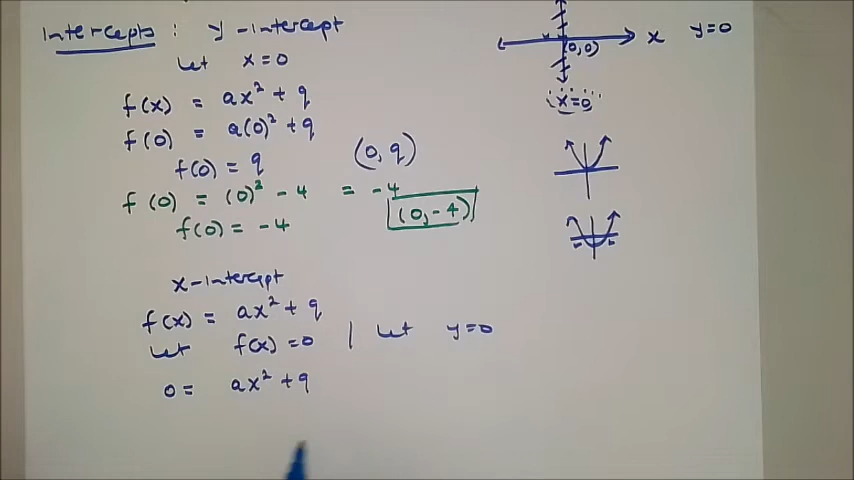 Intercepts : y-intercept
Let x=0
f(x) = ax² + q
f(0) = a(0)² + q
f(0) = q (0, q)
f(0) = (0)² - 4 = -4
f(0) = -4 (0, -4)
x-intercept
f(x) = ax² + q
Let f(x) =0 | Let y=0
0 = ax² + q
x y=0
(0,0)
x=0